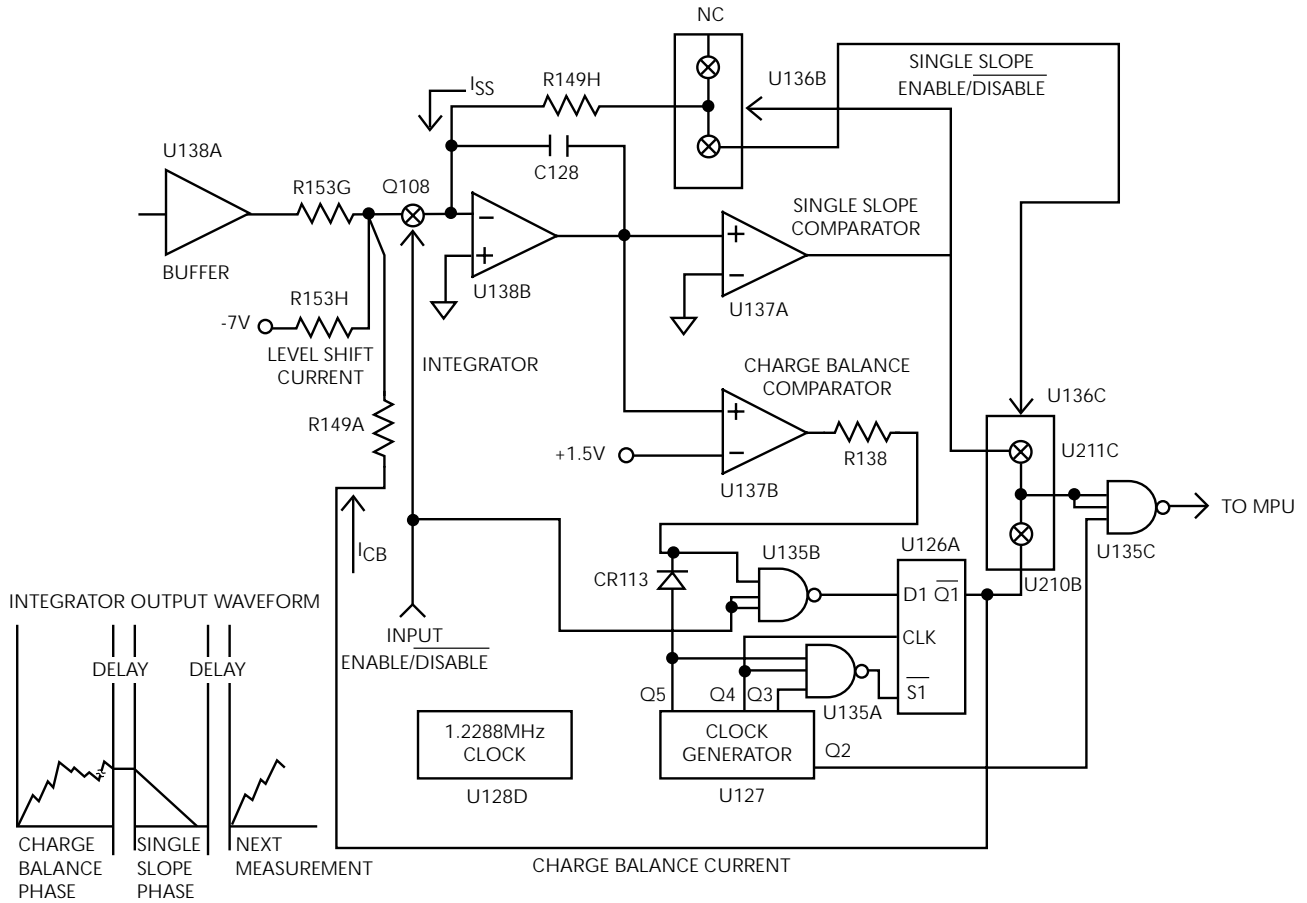 NC
SINGLE SLOPE
ENABLE/DISABLE
U136B
R149H
ISS
C128
U138A
R153G
Q108
BUFFER
−
+
U138B
SINGLE SLOPE
COMPARATOR
+
−
U137A
R153H
-7V
LEVEL SHIFT
CURRENT
INTEGRATOR
CHARGE BALANCE
COMPARATOR
R149A
+
−
+1.5V
U137B
R138
U136C
U211C
TO MPU
U135C
U210B
ICB
CR113
U135B
U126A
D1 Q1
CLK
S1
INPUT
ENABLE/DISABLE
Q5
Q4
Q3
U135A
1.2288MHz
CLOCK
U128D
CLOCK
GENERATOR
Q2
U127
INTEGRATOR OUTPUT WAVEFORM
DELAY
DELAY
CHARGE
BALANCE
PHASE
SINGLE
SLOPE
PHASE
NEXT
MEASUREMENT
CHARGE BALANCE CURRENT